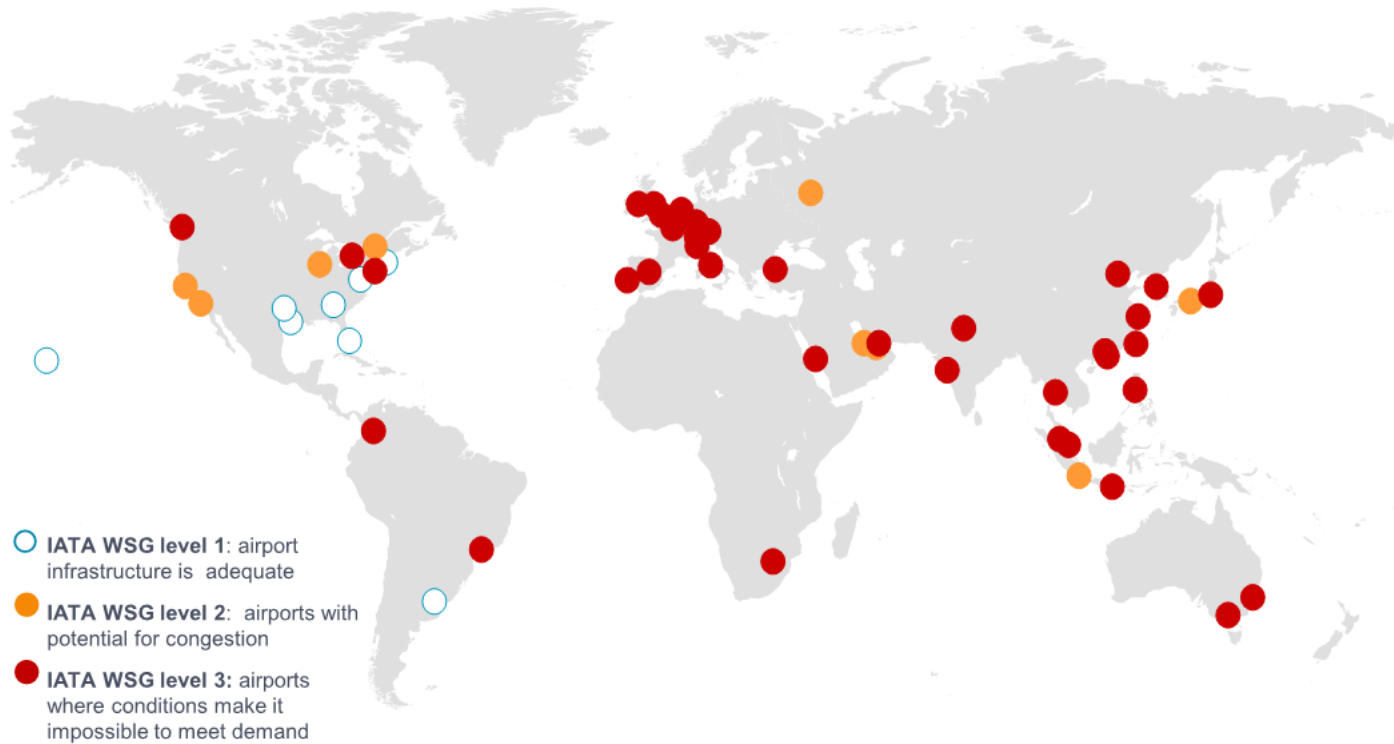 IATA WSG level 1: airport
infrastructure is  adequate
IATA WSG level 2:  airports with
potential for congestion
IATA WSG level 3: airports
where conditions make it
impossible to meet demand